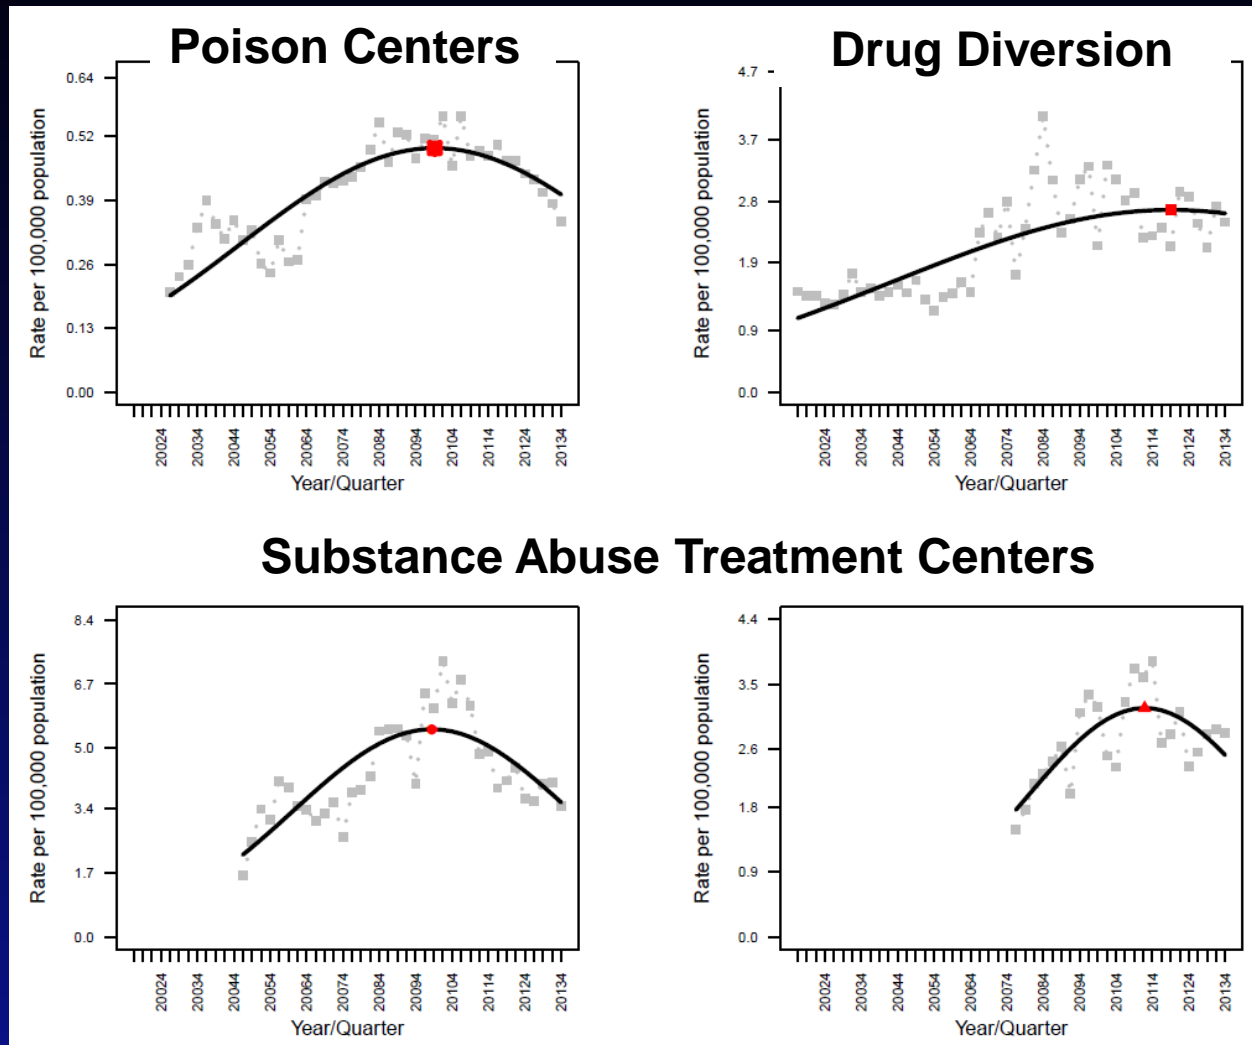 Poison Centers
Rate per 100,000 population
0.64
0.52
0.39
0.26
0.13
0.00
20024 20034 20044 20054 20064 20074 20084 20094 20104 20114 20124 20134
Year/Quarter
Drug Diversion
Rate per 100,000 population
4.7
3.7
2.8
1.9
0.9
0.0
20024 20034 20044 20054 20064 20074 20084 20094 20104 20114 20124 20134
Year/Quarter
Substance Abuse Treatment Centers
Rate per 100,000 population
8.4
6.7
5.0
3.4
1.7
0.0
20024 20034 20044 20054 20064 20074 20084 20094 20104 20114 20124 20134
Year/Quarter
Rate per 100,000 population
4.4
3.5
2.6
1.8
0.9
0.0
20024 20034 20044 20054 20064 20074 20084 20094 20104 20114 20124 20134
Year/Quarter